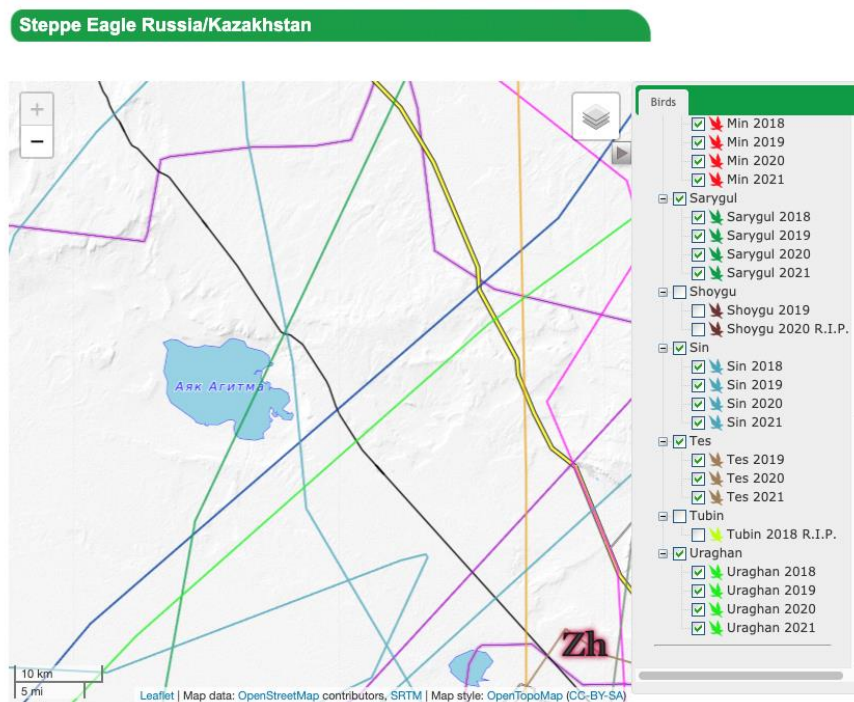 Steppe Eagle Russia/Kazakhstan
+
−
Аяк Агитма
Zh
10 km
5 mi
Leaflet | Map data: OpenStreetMap contributors, SRTM | Map style: OpenTopoMap (CC-BY-SA)
Birds
Min 2018
Min 2019
Min 2020
Min 2021
Sarygul
Sarygul 2018
Sarygul 2019
Sarygul 2020
Sarygul 2021
Shoygu
Shoygu 2019
Shoygu 2020 R.I.P.
Sin
Sin 2018
Sin 2019
Sin 2020
Sin 2021
Tes
Tes 2019
Tes 2020
Tes 2021
Tubin
Tubin 2018 R.I.P.
Uraghan
Uraghan 2018
Uraghan 2019
Uraghan 2020
Uraghan 2021